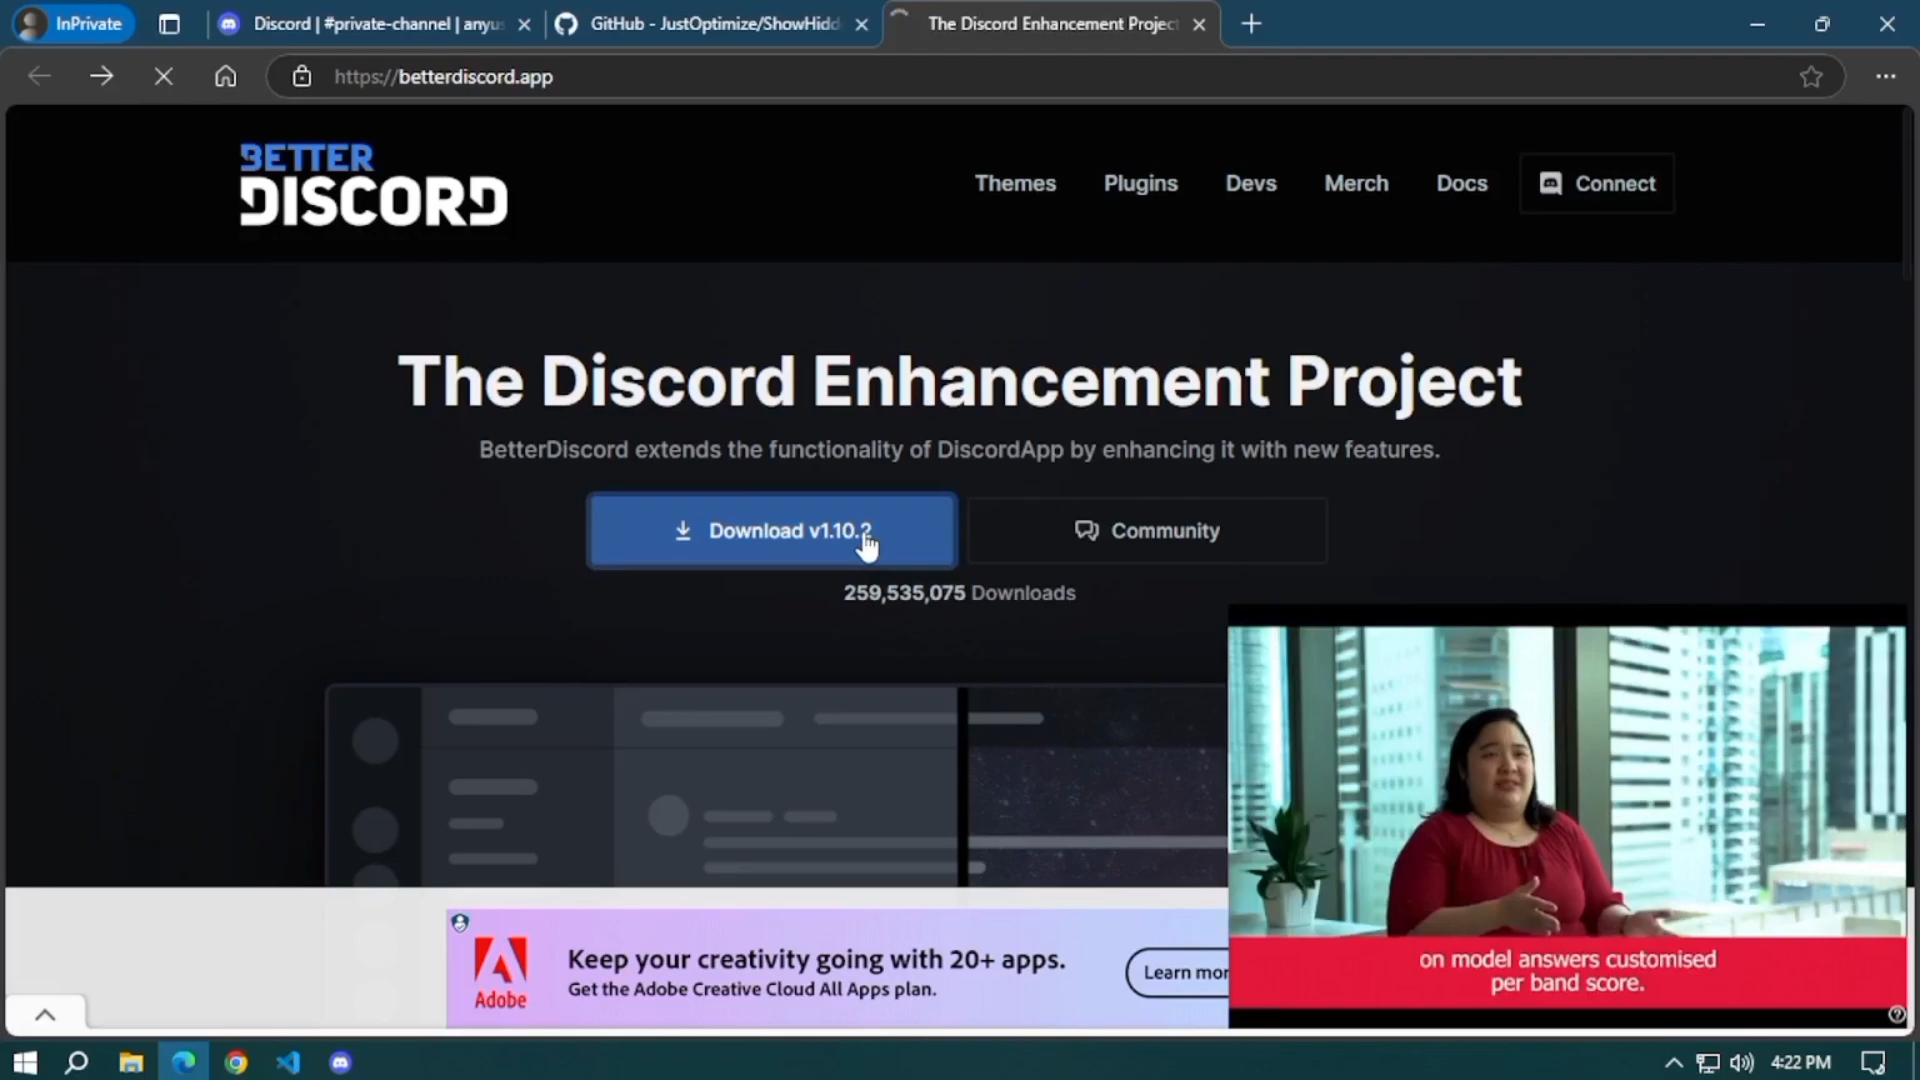 InPrivate
Discord | #private-channel | anyus
GitHub - JustOptimize/ShowHidd
The Discord Enhancement Project
https://betterdiscord.app
BETTER
DISCORD
Themes
Plugins
Devs
Merch
Docs
Connect
The Discord Enhancement Project
BetterDiscord extends the functionality of DiscordApp by enhancing it with new features.
Download v1.10.2
Community
259,535,075 Downloads
Adobe
Keep your creativity going with 20+ apps.
Get the Adobe Creative Cloud All Apps plan.
Learn mor
on model answers customised
per band score.
4:22 PM